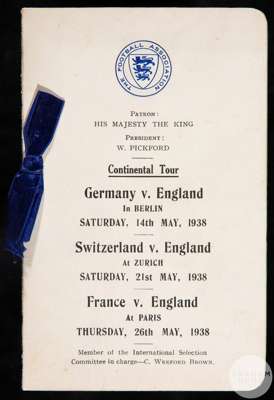 THE FOOTBALL ASSOCIATION
PATRON:
HIS MAJESTY THE KING
PRESIDENT:
W. PICKFORD
Continental Tour
Germany v. England
In BERLIN
SATURDAY, 14th MAY, 1938
Switzerland v. England
At ZURICH
SATURDAY, 21st MAY, 1938
France v. England
At PARIS
THURSDAY, 26th MAY, 1938
Member of the International Selection
Committee in charge—C. WREFORD BROWN.